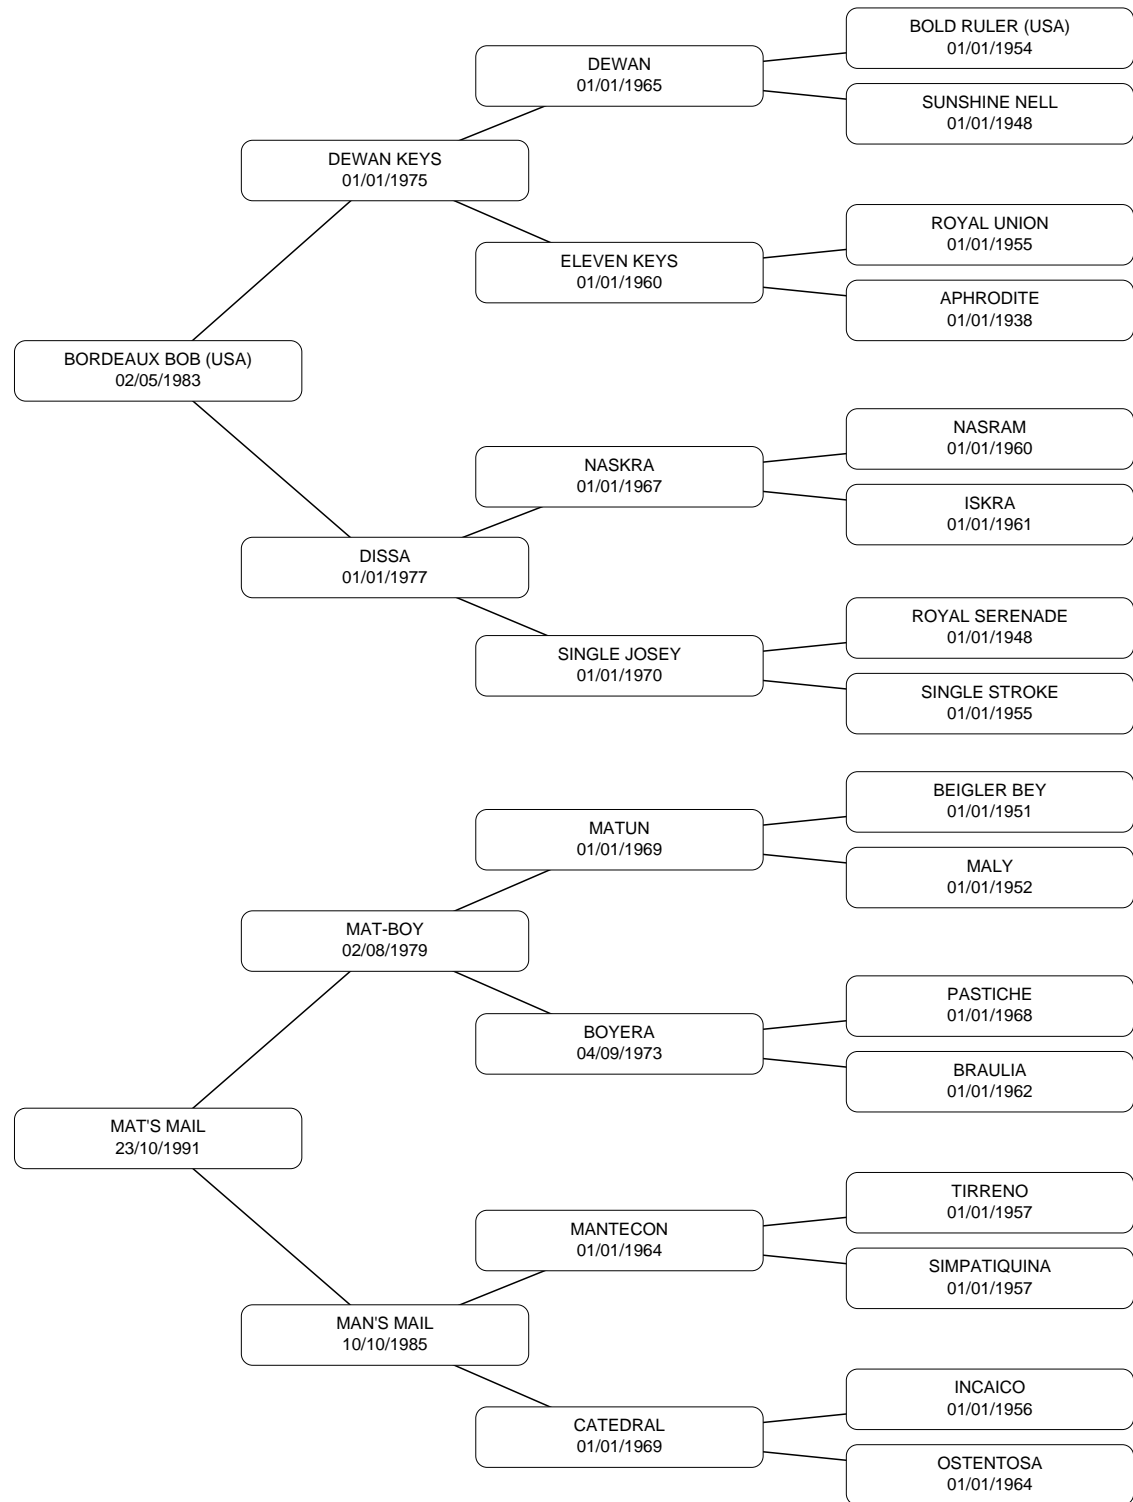 BOLD RULER (USA)
01/01/1954
DEWAN
01/01/1965
SUNSHINE NELL
01/01/1948
DEWAN KEYS
01/01/1975
ROYAL UNION
01/01/1955
ELEVEN KEYS
01/01/1960
APHRODITE
01/01/1938
BORDEAUX BOB (USA)
02/05/1983
NASRAM
01/01/1960
NASKRA
01/01/1967
ISKRA
01/01/1961
DISSA
01/01/1977
ROYAL SERENADE
01/01/1948
SINGLE JOSEY
01/01/1970
SINGLE STROKE
01/01/1955
BEIGLER BEY
01/01/1951
MATUN
01/01/1969
MALY
01/01/1952
MAT-BOY
02/08/1979
PASTICHE
01/01/1968
BOYERA
04/09/1973
BRAULIA
01/01/1962
MAT'S MAIL
23/10/1991
TIRRENO
01/01/1957
MANTECON
01/01/1964
SIMPATIQUINA
01/01/1957
MAN'S MAIL
10/10/1985
INCAICO
01/01/1956
CATEDRAL
01/01/1969
OSTENTOSA
01/01/1964